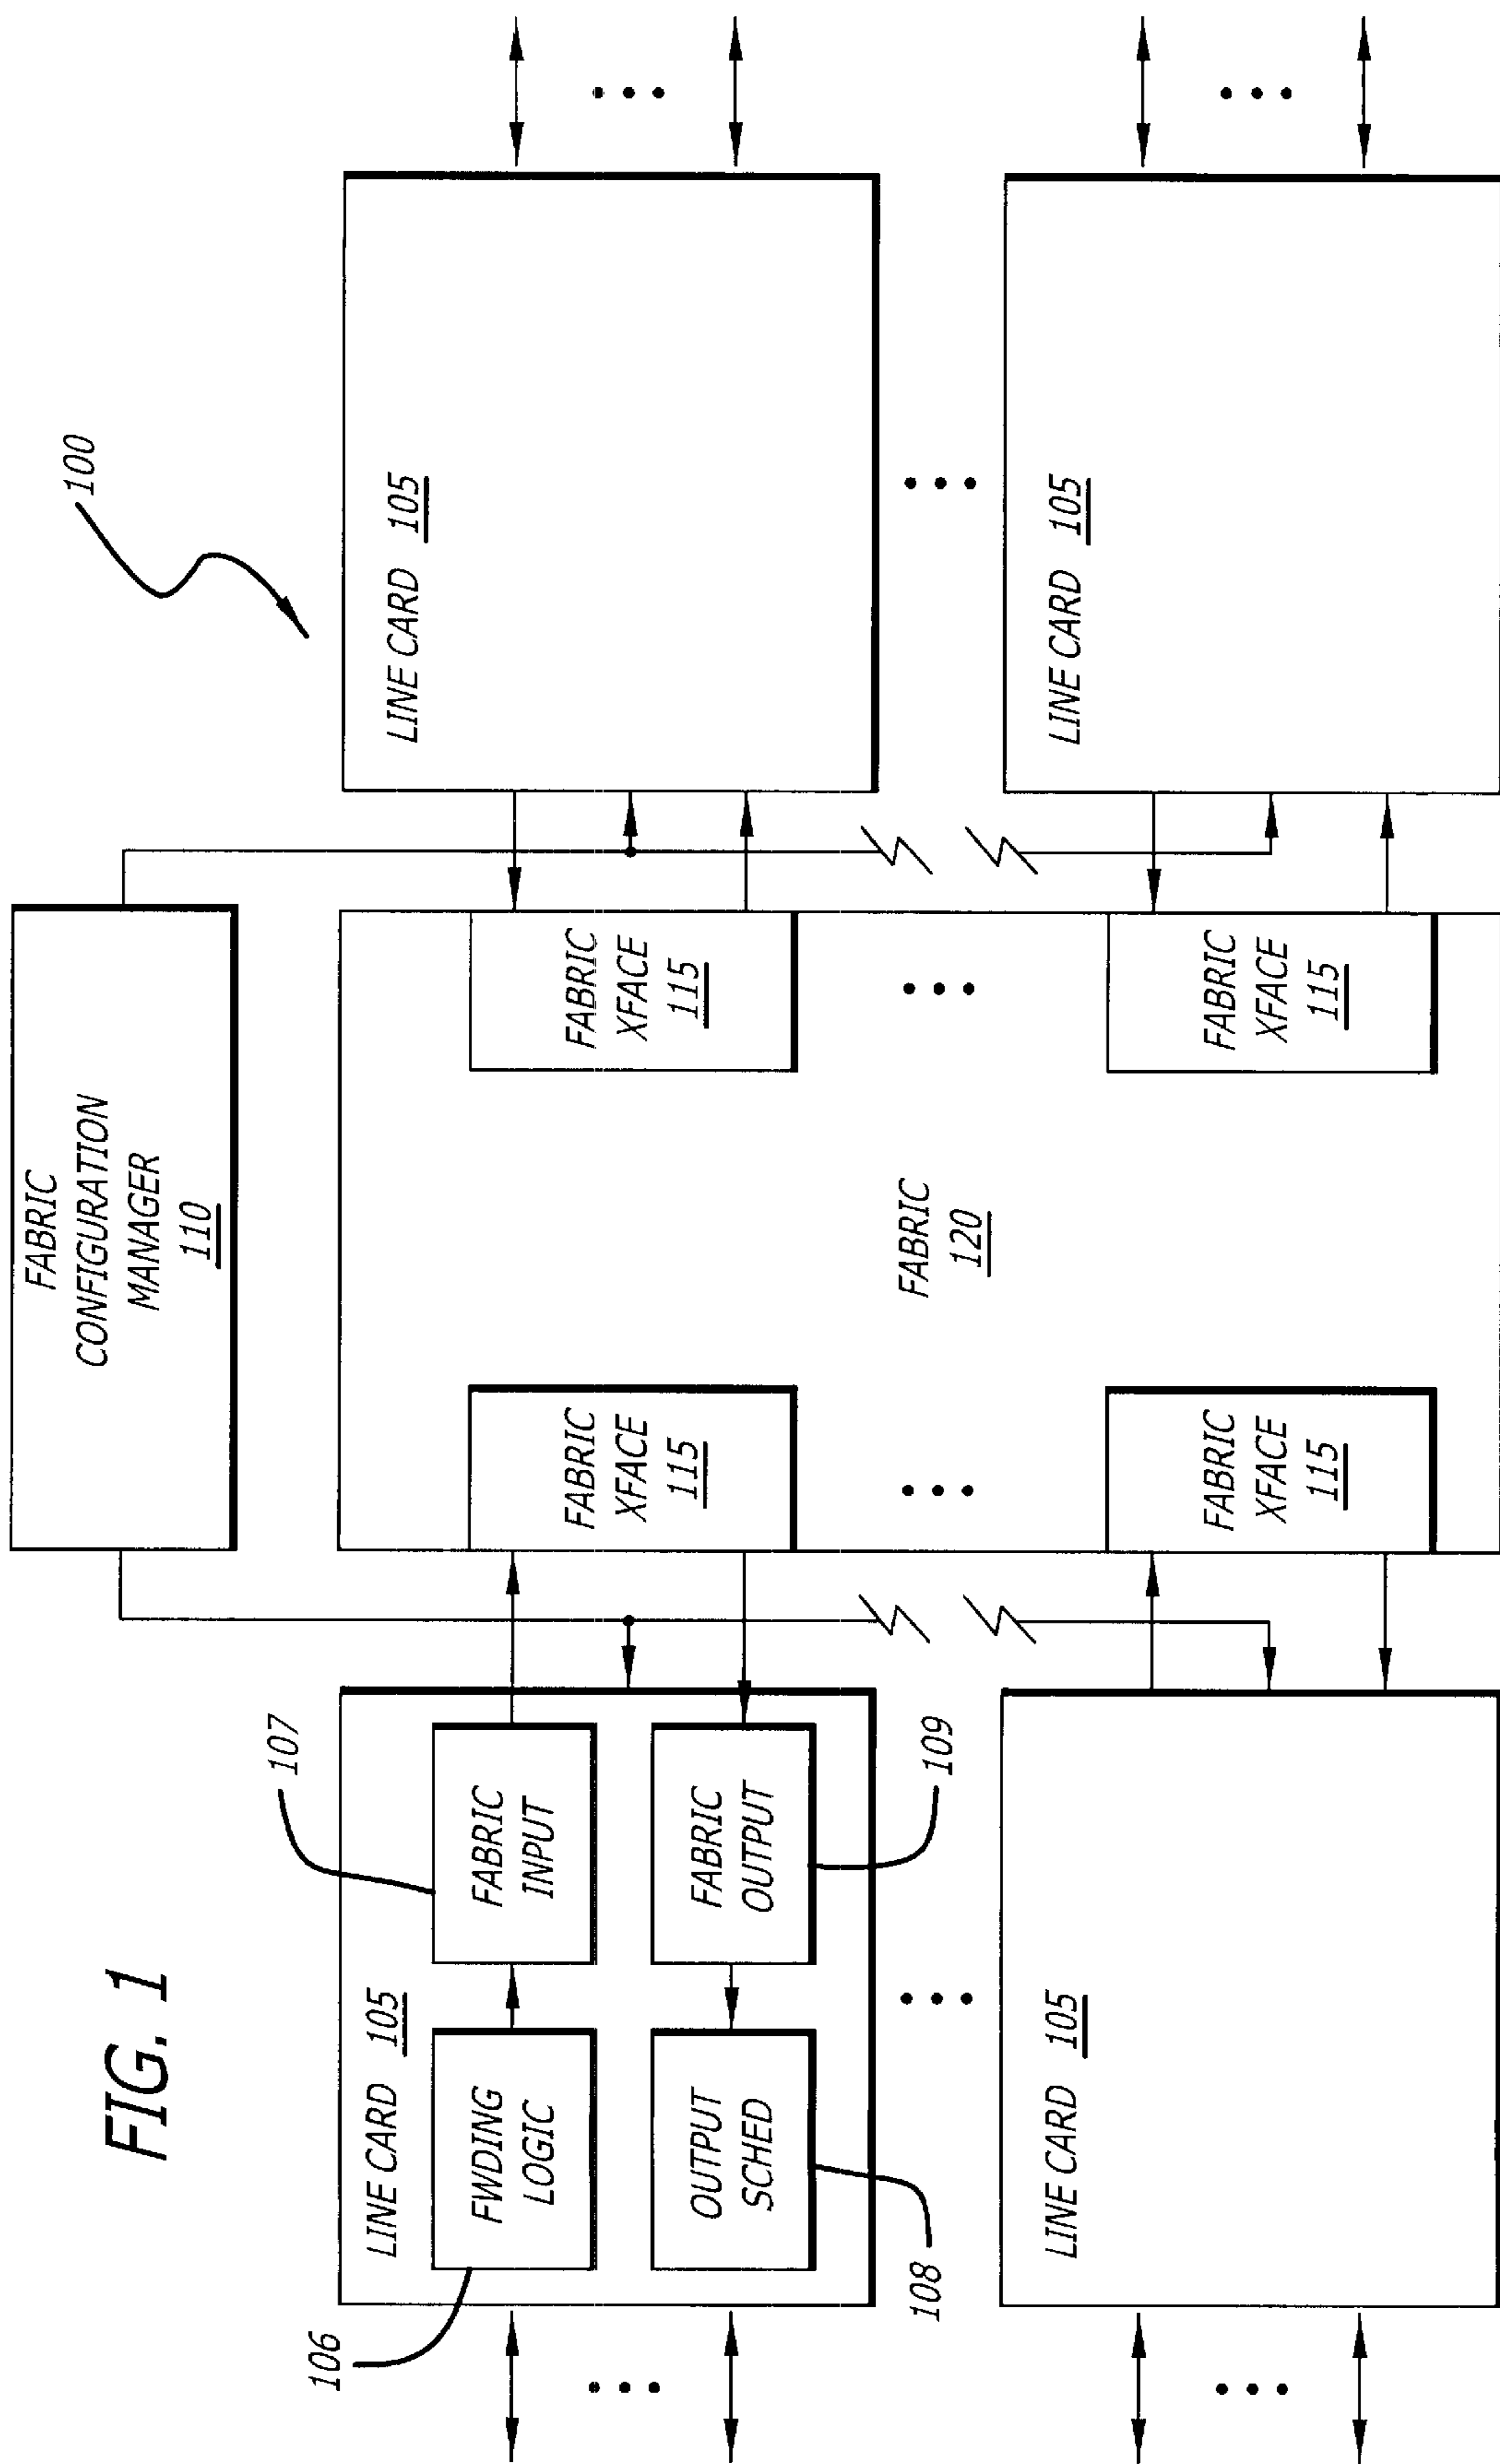 FIG. 1
100
FABRIC
CONFIGURATION
MANAGER
110
LINE CARD 105
106
FWDING
LOGIC
107
FABRIC
INPUT
108
OUTPUT
SCHED
109
FABRIC
OUTPUT
FABRIC
XFACE
115
FABRIC
XFACE
115
LINE CARD 105
FABRIC
120
LINE CARD 105
FABRIC
XFACE
115
FABRIC
XFACE
115
LINE CARD 105